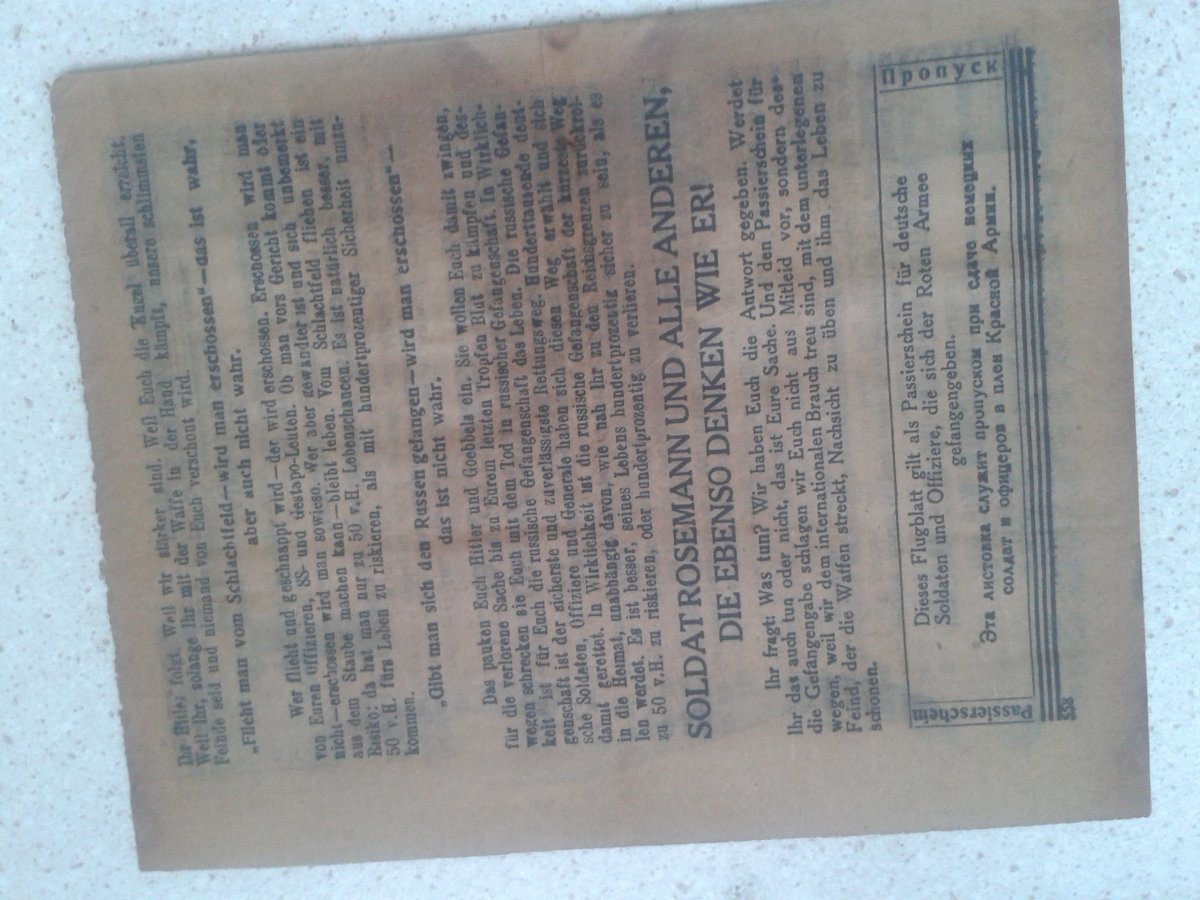 Ihr Hitler folgt. Weil wir stärker sind. Weil Euch die Kugel überall erreicht.
Weil Ihr, solange Ihr mit der Waffe in der Hand kämpft, unsere schlimmsten
Feinde seid und niemand von Euch verschont wird.
„Flieht man vom Schlachtfeld—wird man erschossen“—das ist wahr,
aber auch nicht wahr.
Wer flieht und geschnappt wird—der wird erschossen. Erschossen wird man
von Euren Offizieren, SS- und Gestapo-Leuten. Ob man vors Gericht kommt oder
nicht—erschossen wird man sowieso. Wer aber gewandter ist und sich unbemerkt
aus dem Staube machen kann—bleibt leben. Vom Schlachtfeld fliehen ist ein
Risiko: da hat man nur zu 50 v.H. Lebenschancen. Es ist natürlich besser, mit
50 v.H. fürs Leben zu riskieren, als mit hundertprozentiger Sicherheit umzu-
kommen.
„Gibt man sich den Russen gefangen—wird man erschossen“—
das ist nicht wahr.
Das pauken Euch Hitler und Goebbels ein. Sie wollen Euch damit zwingen,
für die verlorene Sache bis zu Eurem letzten Tropfen Blut zu kämpfen und des-
wegen schrecken sie Euch mit dem Tod in russischer Gefangenschaft. In Wirklich-
keit ist für Euch die russische Gefangenschaft das Leben. Die russische Gefan-
genschaft ist der sicherste und zuverlässigste Rettungsweg. Hunderttausende deut-
sche Soldaten, Offiziere und Generale haben sich diesen Weg erwählt und sich
damit gerettet. In Wirklichkeit ist die russische Gefangenschaft der kürzeste Weg
in die Heimat, unabhängig davon, wie nah Ihr zu den Reichsgrenzen zurückrol-
len werdet. Es ist besser, seines Lebens hundertprozentig sicher zu sein, als es
zu 50 v.H. zu riskieren, oder hundertprozentig zu verlieren.
SOLDAT ROSEMANN UND ALLE ANDEREN,
DIE EBENSO DENKEN WIE ER!
Ihr fragt: Was tun? Wir haben Euch die Antwort gegeben. Werdet
Ihr das auch tun oder nicht, das ist Eure Sache. Und den Passierschein für
die Gefangengabe schlagen wir Euch nicht aus Mitleid vor, sondern des-
wegen, weil wir dem internationalen Brauch treu sind, mit dem unterlegenen
Feind, der die Waffen streckt, Nachsicht zu üben und ihm das Leben zu
schonen.
Passierschein
Пропуск
Dieses Flugblatt gilt als Passierschein für deutsche
Soldaten und Offiziere, die sich der Roten Armee
gefangengeben.
Эта листовка служит пропуском при сдаче немецких
солдат и офицеров в плен Красной Армии.